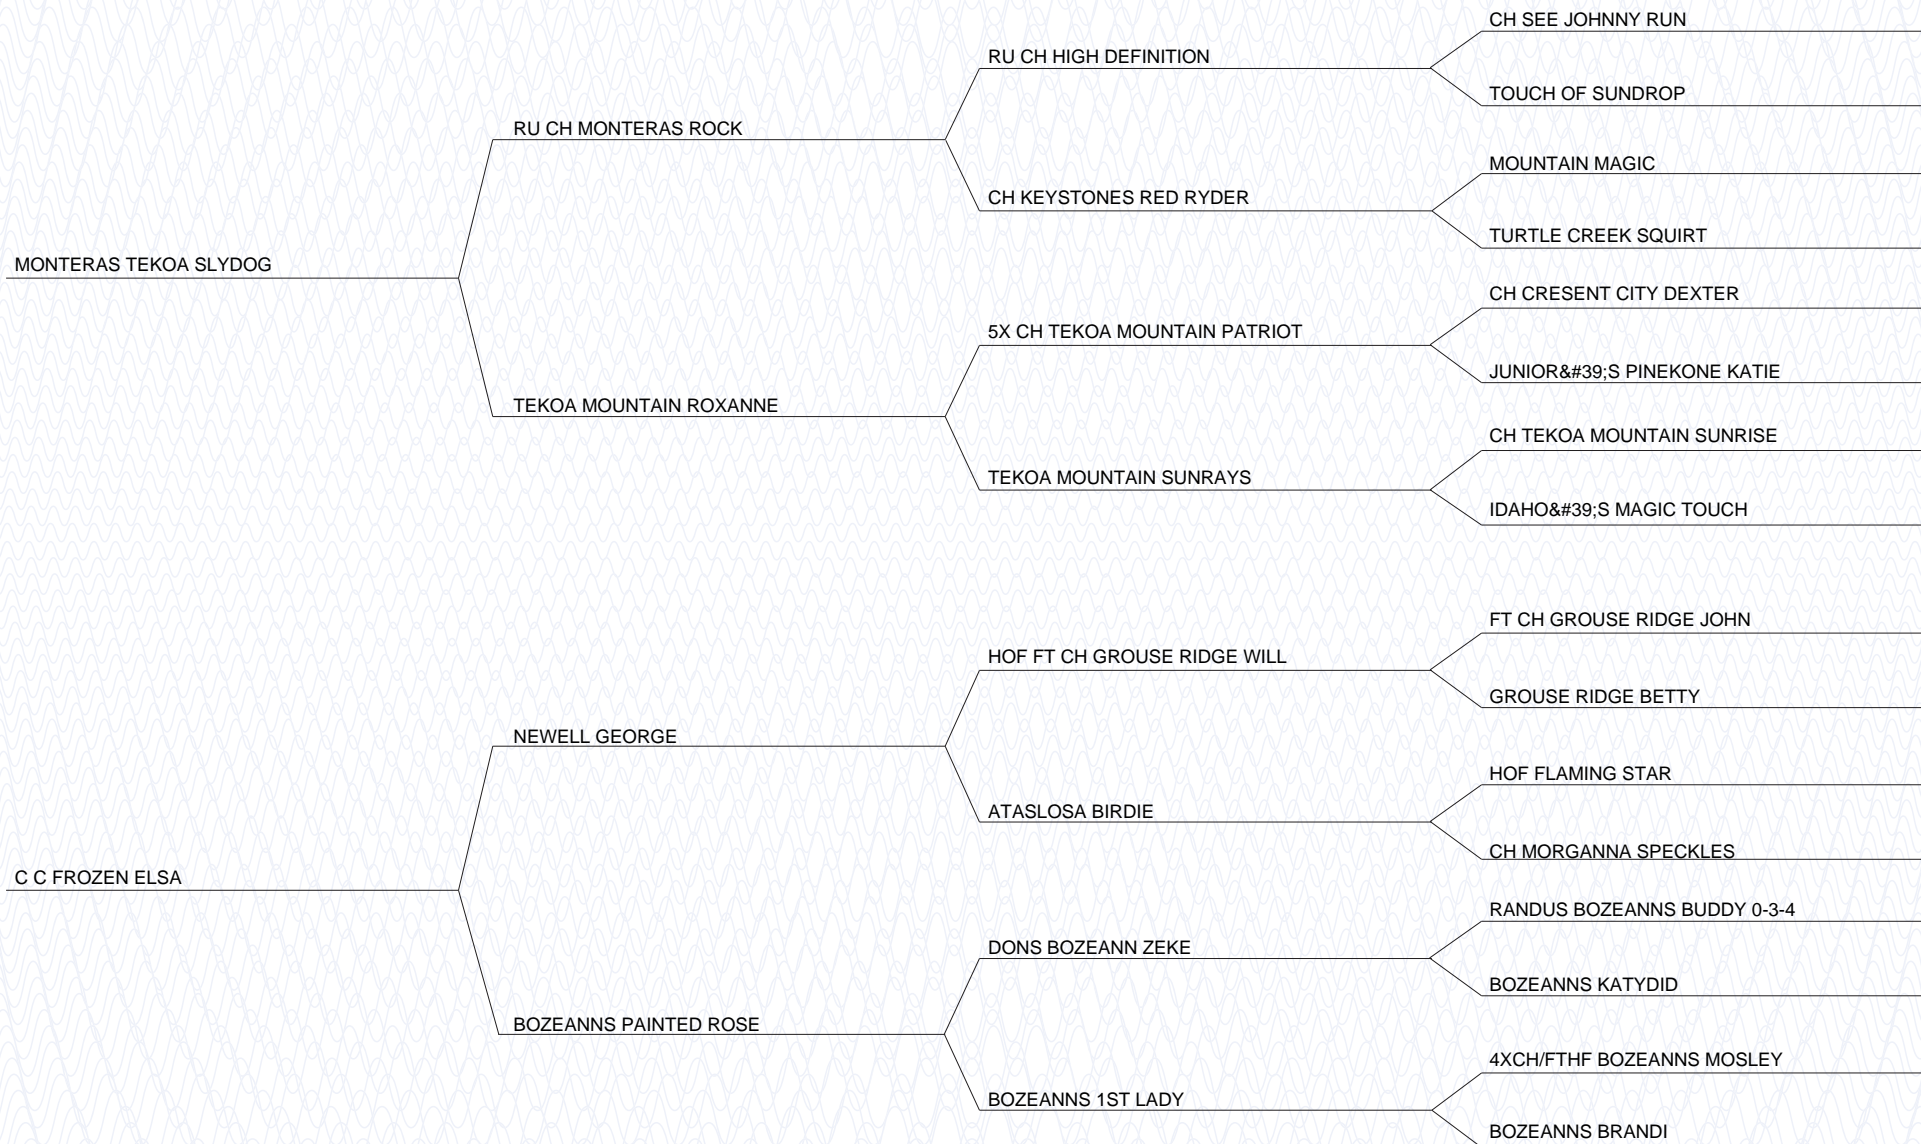 CH SEE JOHNNY RUN
RU CH HIGH DEFINITION
TOUCH OF SUNDROP
RU CH MONTERAS ROCK
MOUNTAIN MAGIC
CH KEYSTONES RED RYDER
TURTLE CREEK SQUIRT
MONTERAS TEKOA SLYDOG
CH CRESENT CITY DEXTER
5X CH TEKOA MOUNTAIN PATRIOT
JUNIOR&#39;S PINEKONE KATIE
TEKOA MOUNTAIN ROXANNE
CH TEKOA MOUNTAIN SUNRISE
TEKOA MOUNTAIN SUNRAYS
IDAHO&#39;S MAGIC TOUCH
FT CH GROUSE RIDGE JOHN
HOF FT CH GROUSE RIDGE WILL
GROUSE RIDGE BETTY
NEWELL GEORGE
HOF FLAMING STAR
ATASLOSA BIRDIE
CH MORGANNA SPECKLES
C C FROZEN ELSA
RANDUS BOZEANNS BUDDY 0-3-4
DONS BOZEANN ZEKE
BOZEANNS KATYDID
BOZEANNS PAINTED ROSE
4XCH/FTHF BOZEANNS MOSLEY
BOZEANNS 1ST LADY
BOZEANNS BRANDI